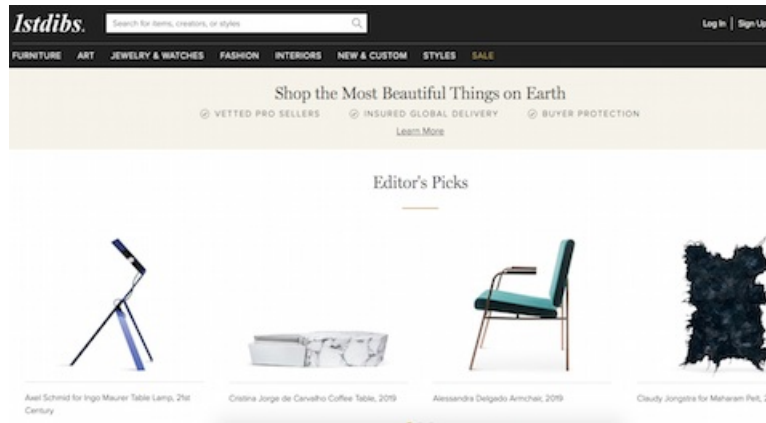 1stdibs.
Search for items, creators, or styles
Log In | Sign Up
FURNITURE ART JEWELRY & WATCHES FASHION INTERIORS NEW & CUSTOM STYLES SALE
Shop the Most Beautiful Things on Earth
VETTED PRO SELLERS INSURED GLOBAL DELIVERY BUYER PROTECTION
Learn More
Editor's Picks
Axel Schmid for Ingo Maurer Table Lamp, 21st
Century
Cristina Jorge de Carvalho Coffee Table, 2019
Alessandra Delgado Armchair, 2019
Claudy Jongstra for Maharam Pelt,